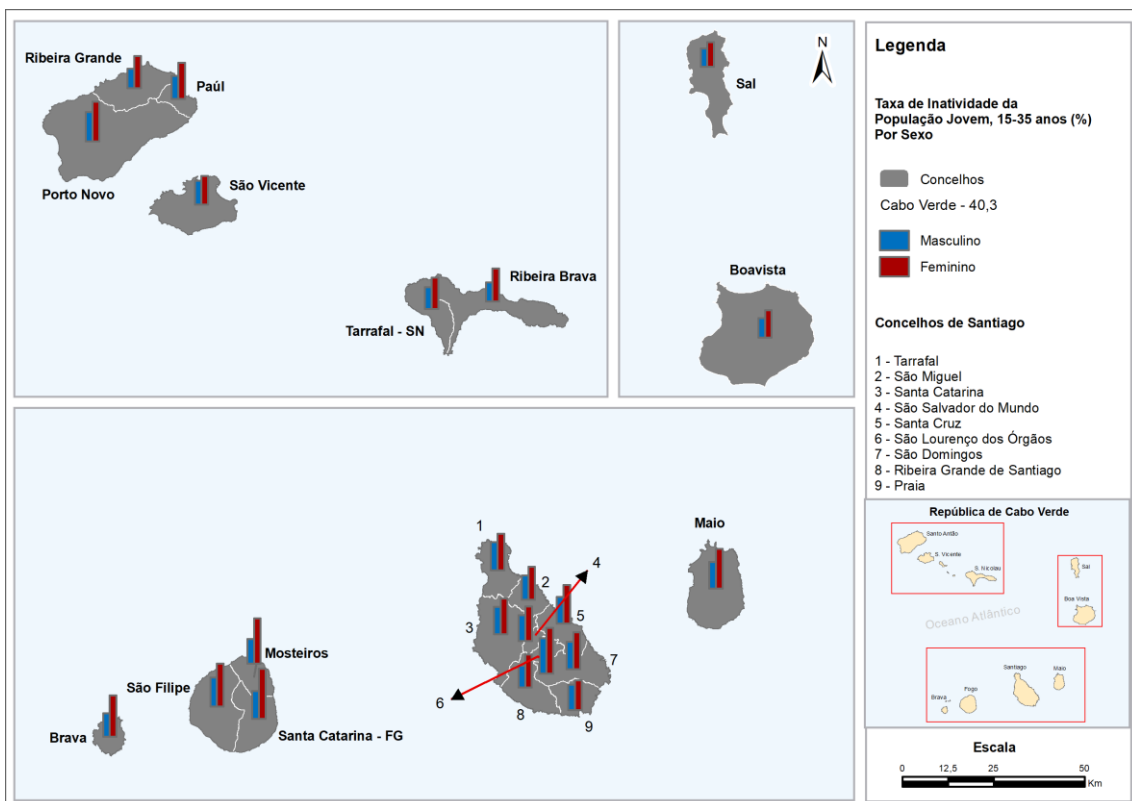 Ribeira Grande
Paúl
Porto Novo
São Vicente
Ribeira Brava
Tarrafal - SN
Sal
N
Boavista
1
2
3
4
5
6
7
8
9
Maio
Mosteiros
São Filipe
Brava
Santa Catarina - FG
Legenda
Taxa de Inatividade da
População Jovem, 15-35 anos (%)
Por Sexo
Concelhos
Cabo Verde - 40,3
Masculino
Feminino
Concelhos de Santiago
1 - Tarrafal
2 - São Miguel
3 - Santa Catarina
4 - São Salvador do Mundo
5 - Santa Cruz
6 - São Lourenço dos Órgãos
7 - São Domingos
8 - Ribeira Grande de Santiago
9 - Praia
República de Cabo Verde
Santo Antão
S. Vicente
S. Nicolau
Sal
Boa Vista
Oceano Atlântico
Santiago
Maio
Fogo
Brava
Escala
0 12,5 25 50
Km